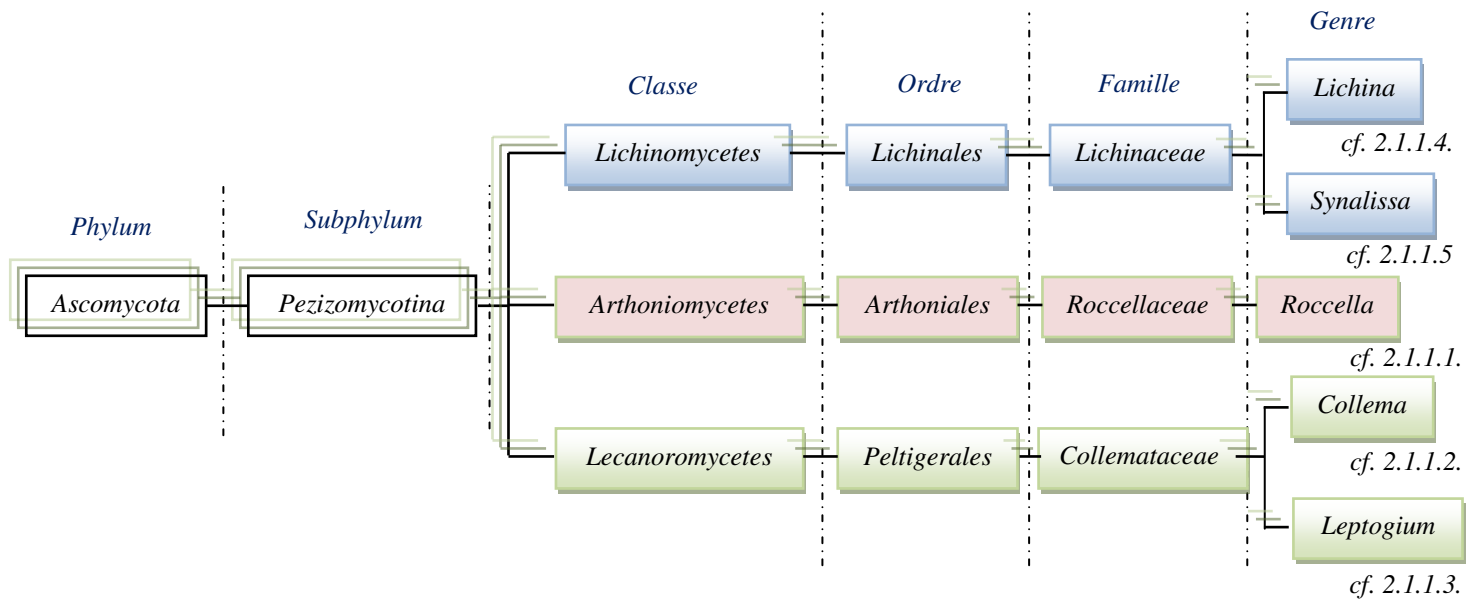 Genre
Classe Ordre Famille
Lichina
cf. 2.1.1.4.
Lichinomycetes Lichinales Lichinaceae
Synalissa
cf. 2.1.1.5
Phylum Subphylum
Ascomycota Pezizomycotina Arthoniomycetes Arthoniales Roccellaceae Roccella
cf. 2.1.1.1.
Collema
cf. 2.1.1.2.
Lecanoromycetes Peltigerales Collemataceae
Leptogium
cf. 2.1.1.3.